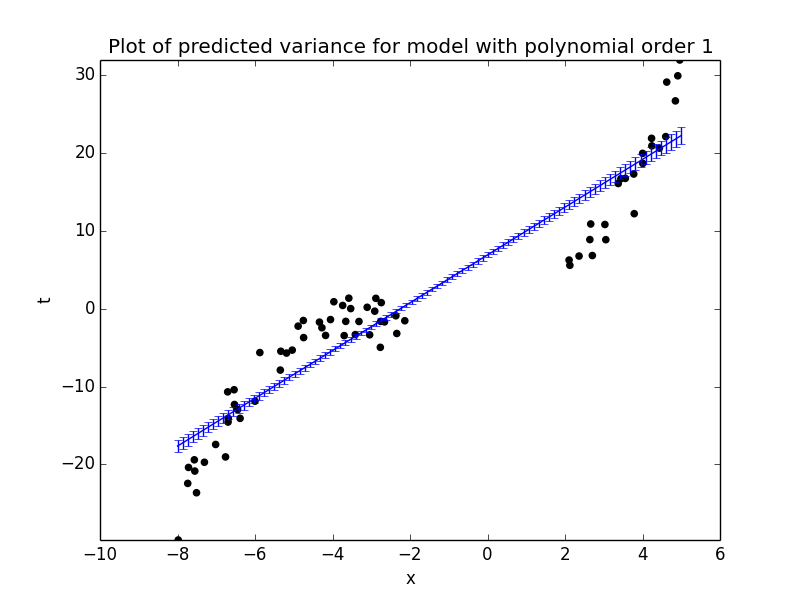 Plot of predicted variance for model with polynomial order 1
30
20
10
0
−10
−20
t
−10 −8 −6 −4 −2 0 2 4 6
x